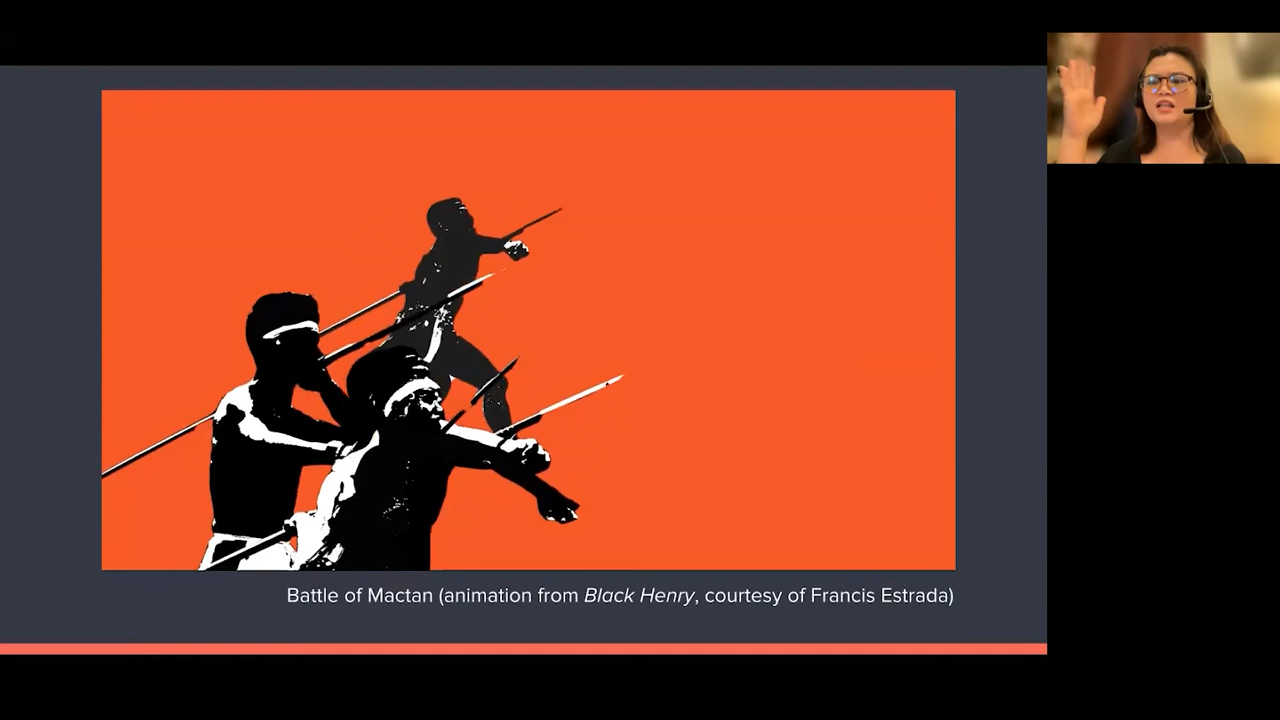 Battle of Mactan (animation from Black Henry, courtesy of Francis Estrada)